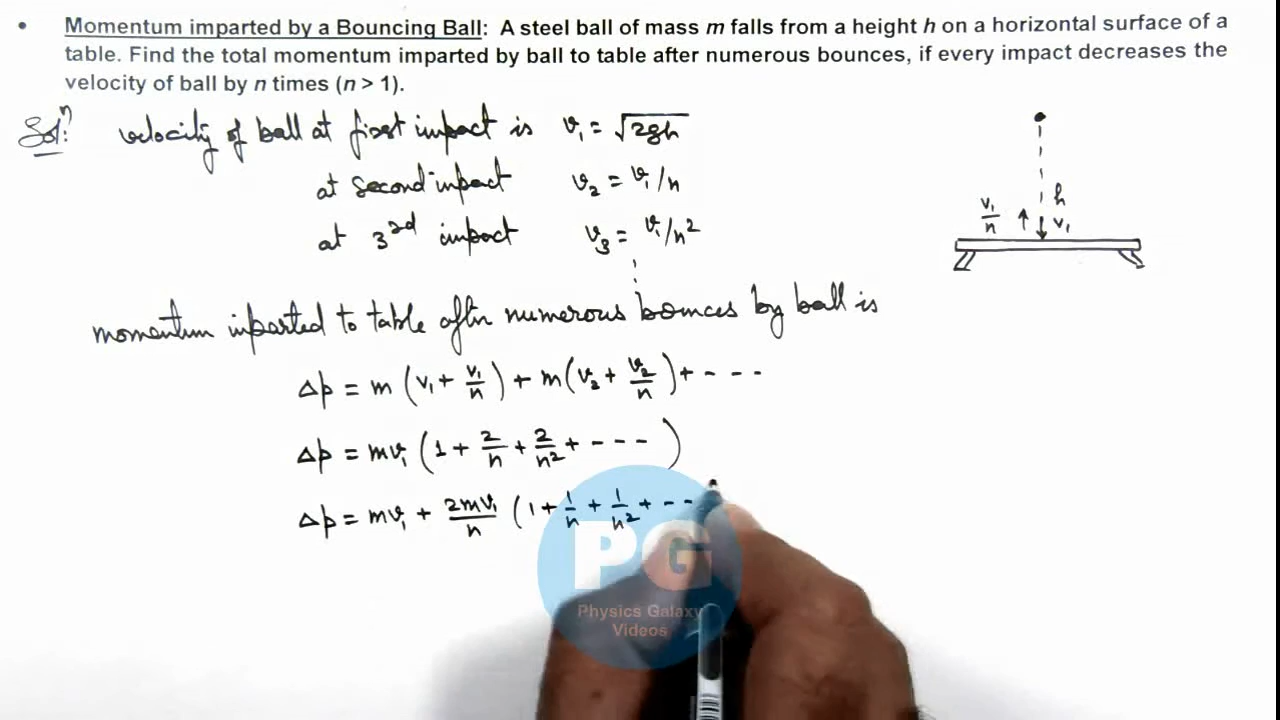 • Momentum imparted by a Bouncing Ball: A steel ball of mass m falls from a height h on a horizontal surface of a
table. Find the total momentum imparted by ball to table after numerous bounces, if every impact decreases the
velocity of ball by n times (n > 1).
Solⁿ: velocity of ball at first impact is v₁ = √2gh
at second impact v₂ = v₁/n
at 3rd impact v₃ = v₁/n²
h
v₁/n ↑ ↓ v₁
momentum imparted to table after numerous bounces by ball is
Δp = m (v₁ + v₁/n) + m(v₂ + v₂/n) + - - -
Δp = mv₁ (1 + 2/n + 2/n² + - - - )
Δp = mv₁ + 2mv₁/n (1 + 1/n + 1/n² + - -
PG
Physics Galaxy
Videos